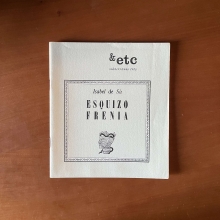 & etc
Isabel de Sá
ESQUIZO
FRENIA